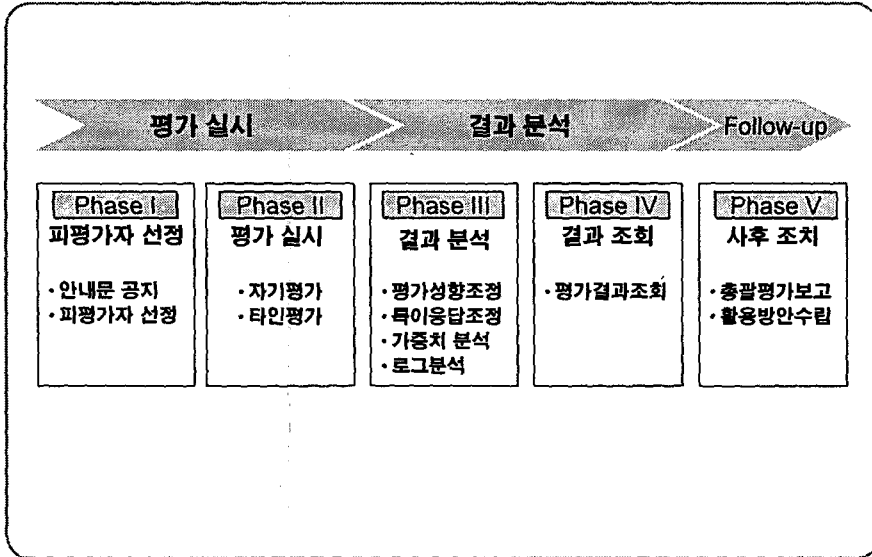 평가 실시
결과 분석
Follow-up
Phase I
피평가자 선정
· 안내문 공지
· 피평가자 선정
Phase II
평가 실시
· 자기평가
· 타인평가
Phase III
결과 분석
· 평가성향조정
· 특이응답조정
· 가중치 분석
· 로그분석
Phase IV
결과 조회
· 평가결과조회
Phase V
사후 조치
· 총괄평가보고
· 활용방안수립